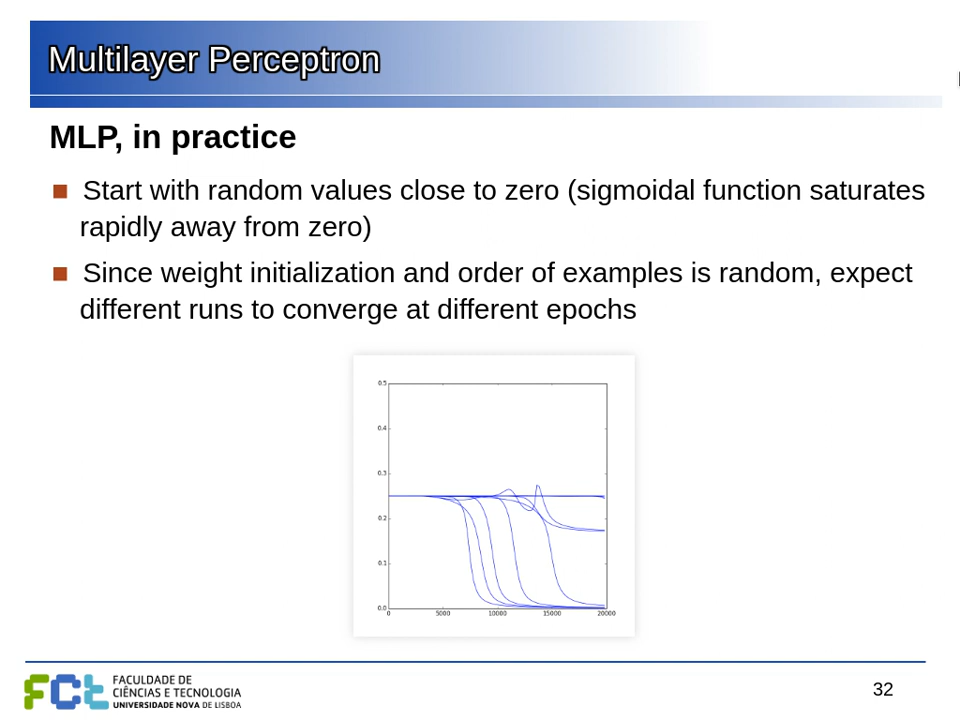 Multilayer Perceptron
MLP, in practice
Start with random values close to zero (sigmoidal function saturates
rapidly away from zero)
Since weight initialization and order of examples is random, expect
different runs to converge at different epochs
0.5
0.4
0.3
0.2
0.1
0.0
0 5000 10000 15000 20000
FCt FACULDADE DE
CIÊNCIAS E TECNOLOGIA
UNIVERSIDADE NOVA DE LISBOA
32